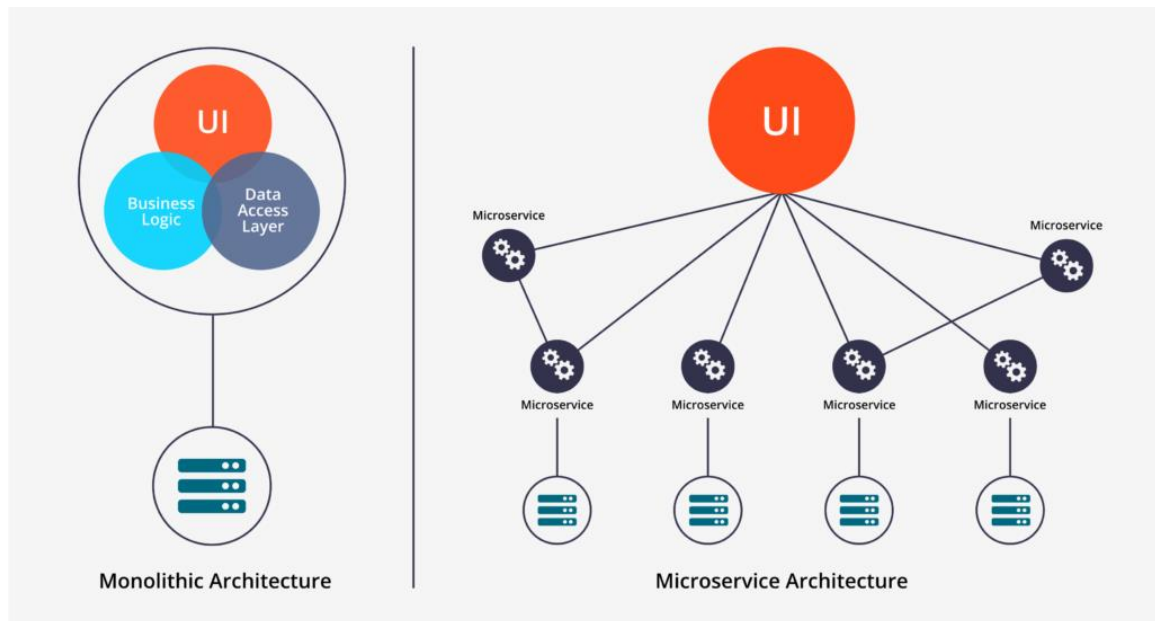 UI
Business
Logic
Data
Access
Layer
Monolithic Architecture
UI
Microservice
Microservice
Microservice
Microservice
Microservice
Microservice
Microservice Architecture